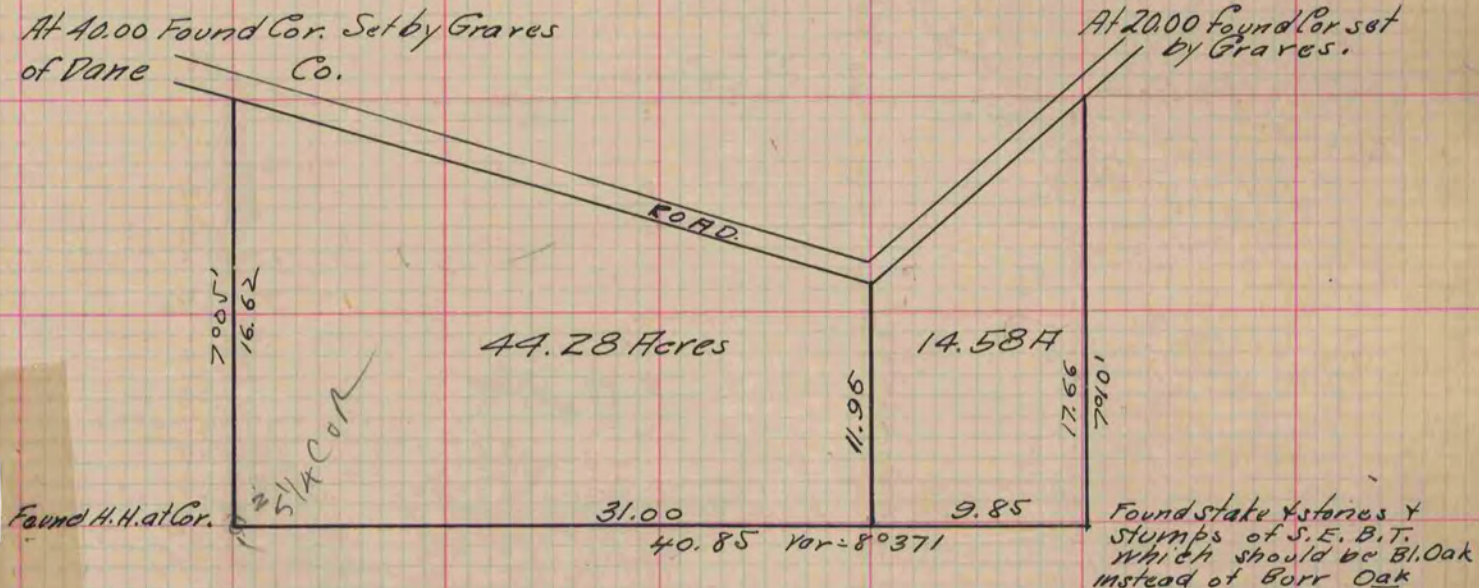 At 40.00 Found Cor. Set by Graves
of Dane Co.
At 20.00 found Cor set
by Graves.
ROAD.
7°05'
16.62
44.28 Acres
14.58 A
11.96
17.66
7°10'
S 1/4 COR
Found H.H. at Cor.
31.00
9.85
40.85 Var = 8°37'
Found stake & stones &
stumps of S.E. B.T.
which should be Bl. Oak
instead of Burr Oak